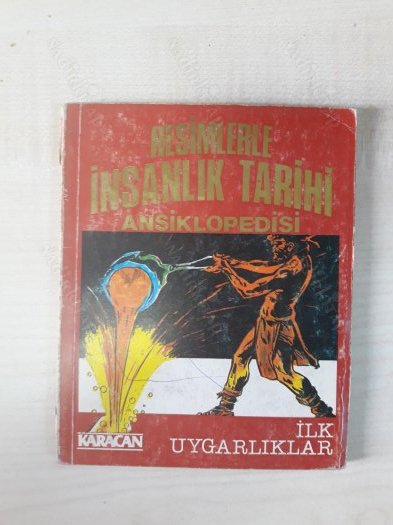 RESİMLERLE
İNSANLIK TARİHİ
ANSİKLOPEDİSİ
KARACAN
İLK
UYGARLIKLAR